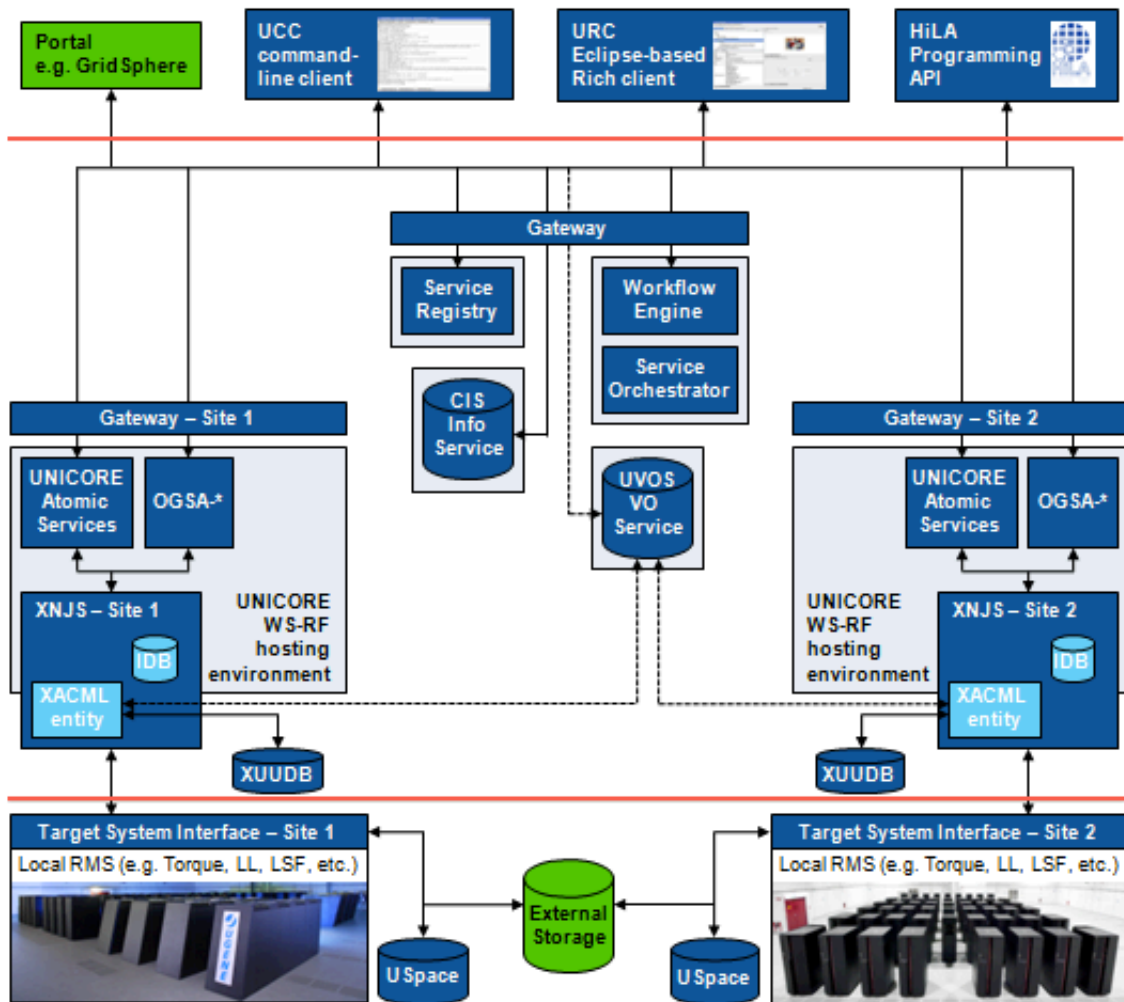 Portal
e.g. GridSphere
UCC
command-
line client
URC
Eclipse-based
Rich client
HiLA
Programming
API
HiLA
Gateway
Service
Registry
Workflow
Engine
Service
Orchestrator
CIS
Info
Service
UVOS
VO
Service
Gateway – Site 1
UNICORE
Atomic
Services
OGSA-*
XNJS – Site 1
IDB
XACML
entity
UNICORE
WS-RF
hosting
environment
XUUDB
Gateway – Site 2
UNICORE
Atomic
Services
OGSA-*
UNICORE
WS-RF
hosting
environment
XNJS – Site 2
IDB
XACML
entity
XUUDB
Target System Interface – Site 1
Local RMS (e.g. Torque, LL, LSF, etc.)
JUGENE
USpace
External
Storage
USpace
Target System Interface – Site 2
Local RMS (e.g. Torque, LL, LSF, etc.)